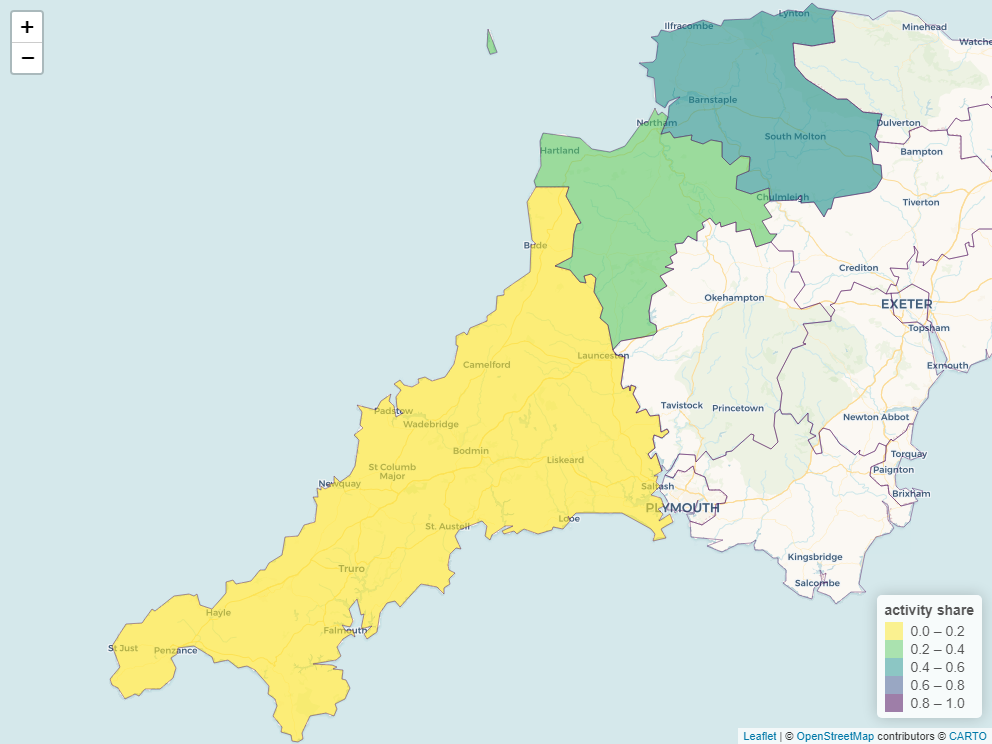 +
−
Lynton
Ilfracombe
Minehead
Watche
Barnstaple
Northam
Dulverton
South Molton
Hartland
Bampton
Chulmleigh
Tiverton
Bude
Crediton
Okehampton
EXETER
Topsham
Launceston
Camelford
Exmouth
Tavistock
Princetown
Padstow
Wadebridge
Newton Abbot
Bodmin
Torquay
Liskeard
St Columb
Major
Paignton
Newquay
Saltash
Brixham
PLYMOUTH
Looe
St. Austell
Kingsbridge
Truro
Salcombe
Hayle
Falmouth
St Just
Penzance
activity share
0.0 – 0.2
0.2 – 0.4
0.4 – 0.6
0.6 – 0.8
0.8 – 1.0
Leaflet | © OpenStreetMap contributors © CARTO